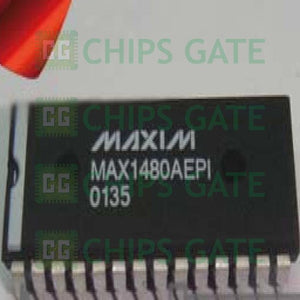 CHIPS GATE
MAXIM
MAX1480AEPI
0135
CHIPS GATE
CHIPS GATE